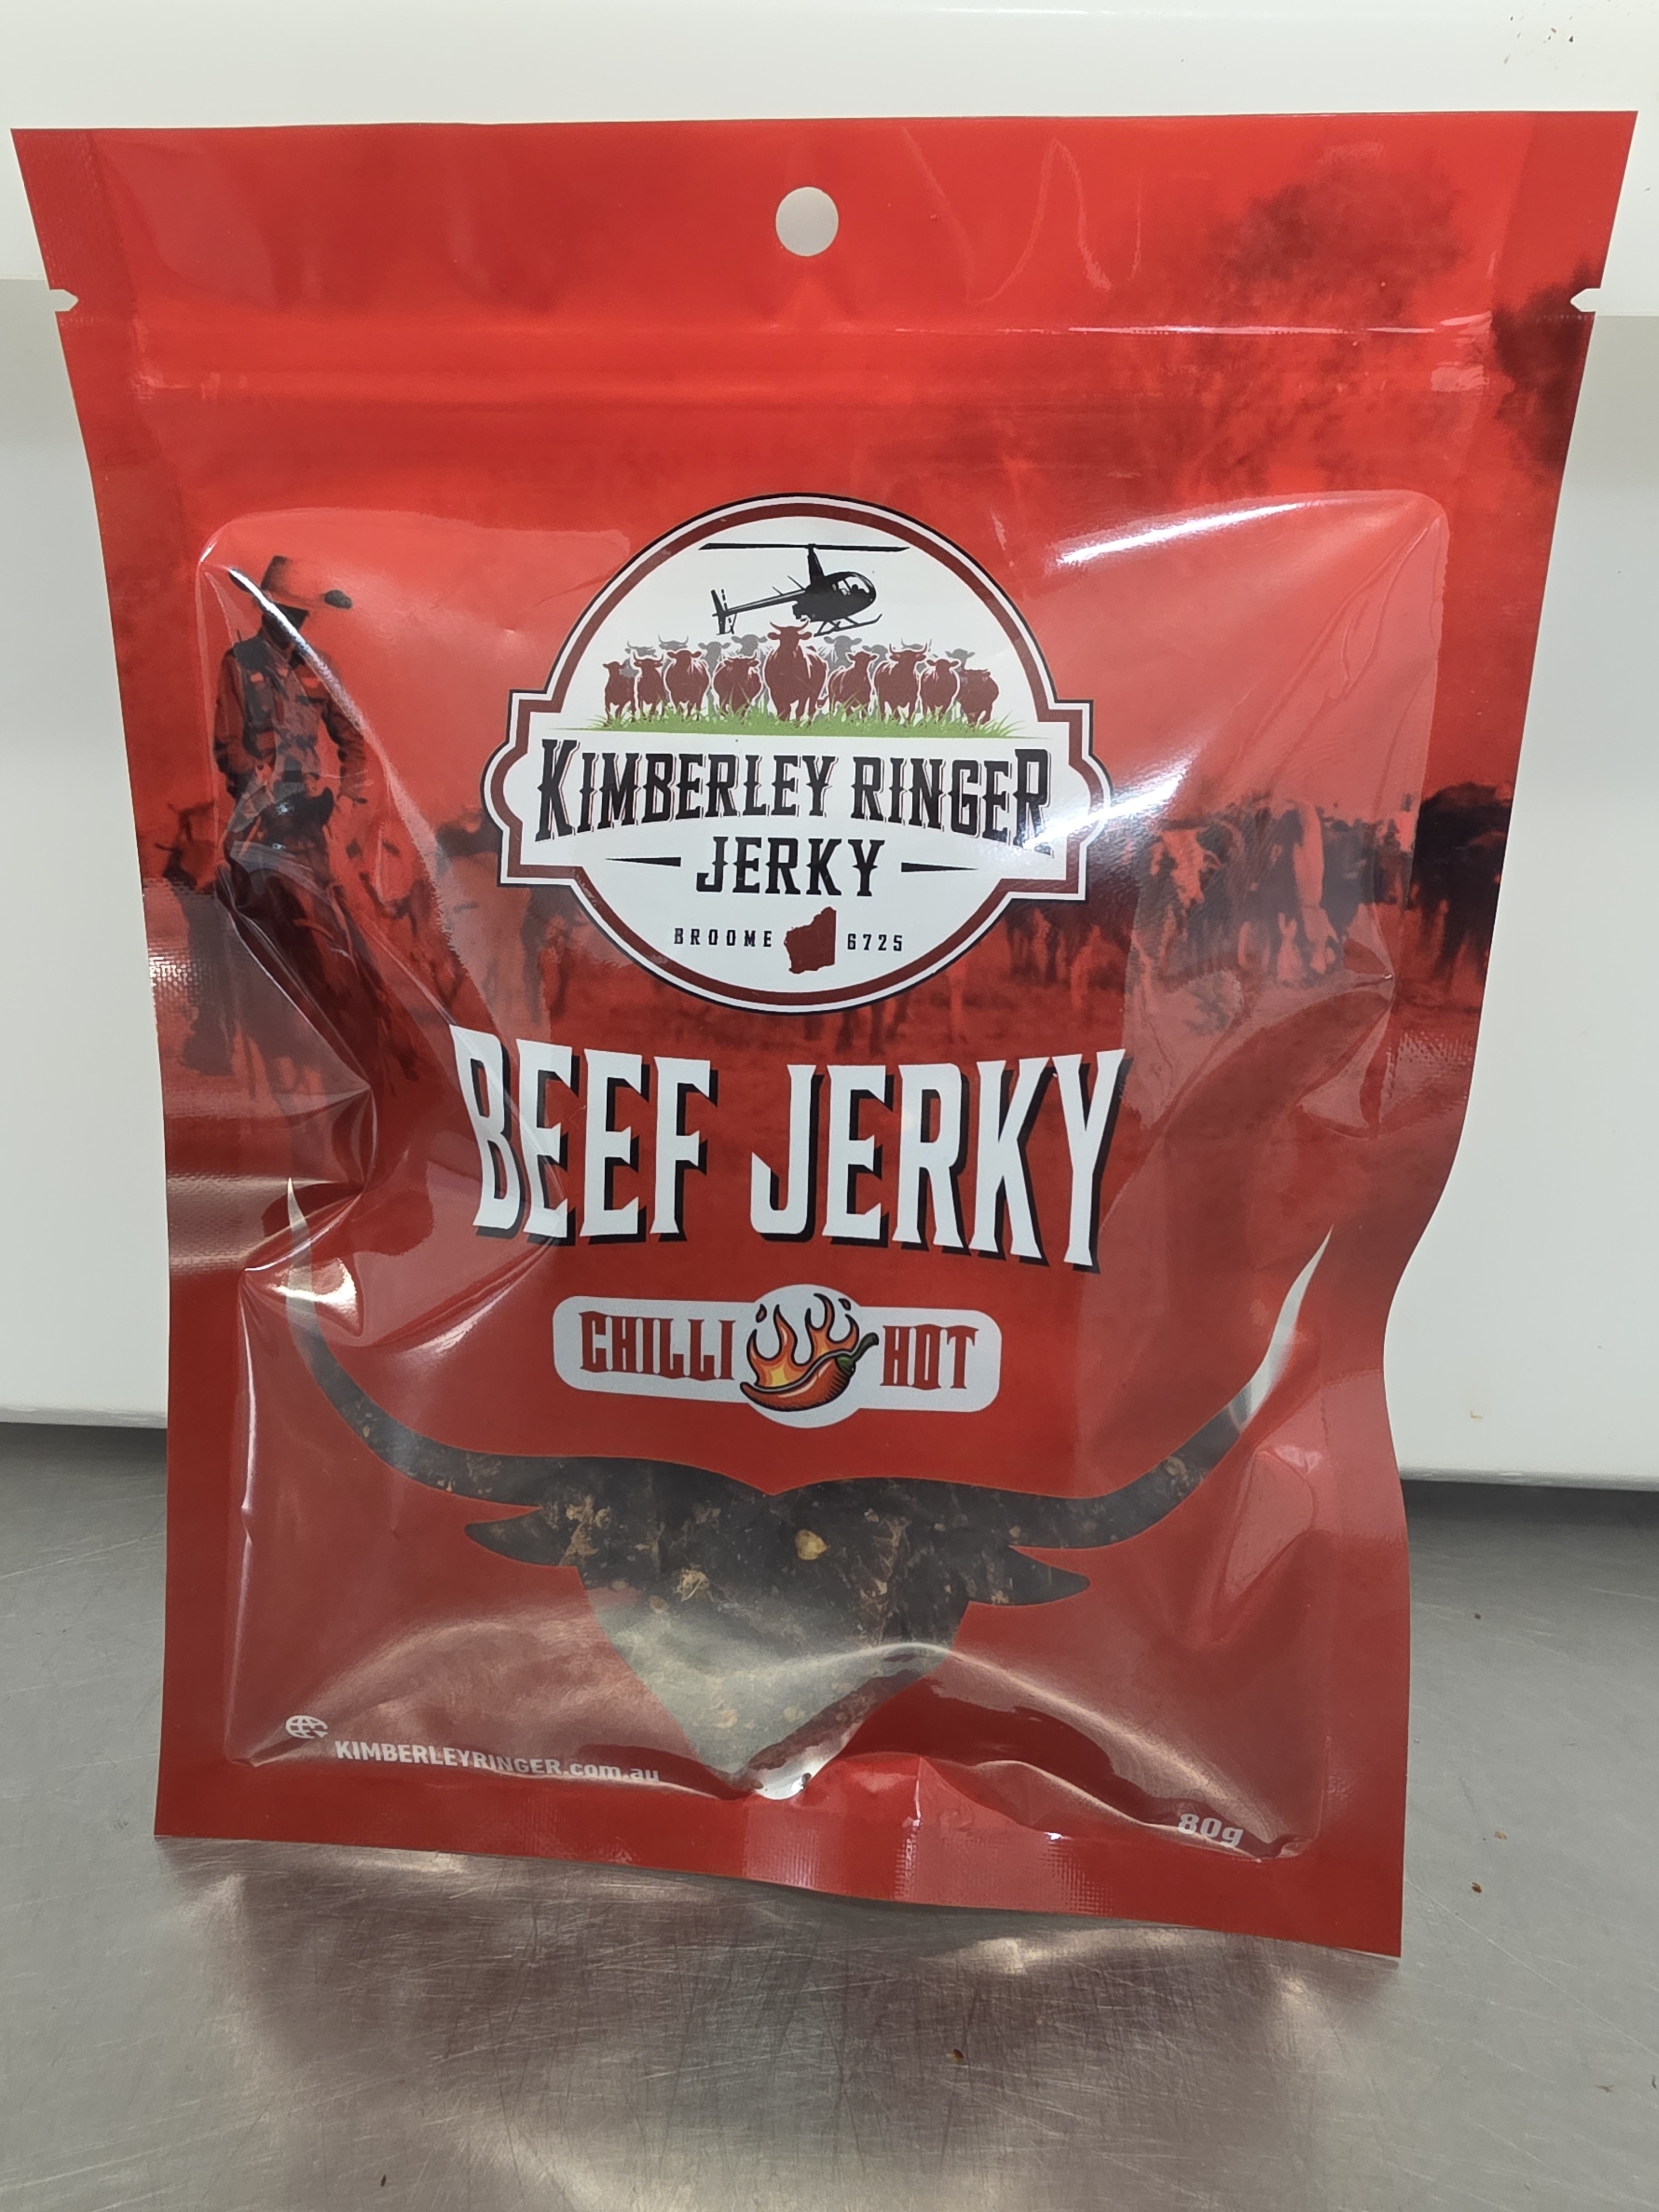 KIMBERLEY RINGER
JERKY
BROOME 6725
BEEF JERKY
CHILLI HOT
KIMBERLEYRINGER.com.au
80g